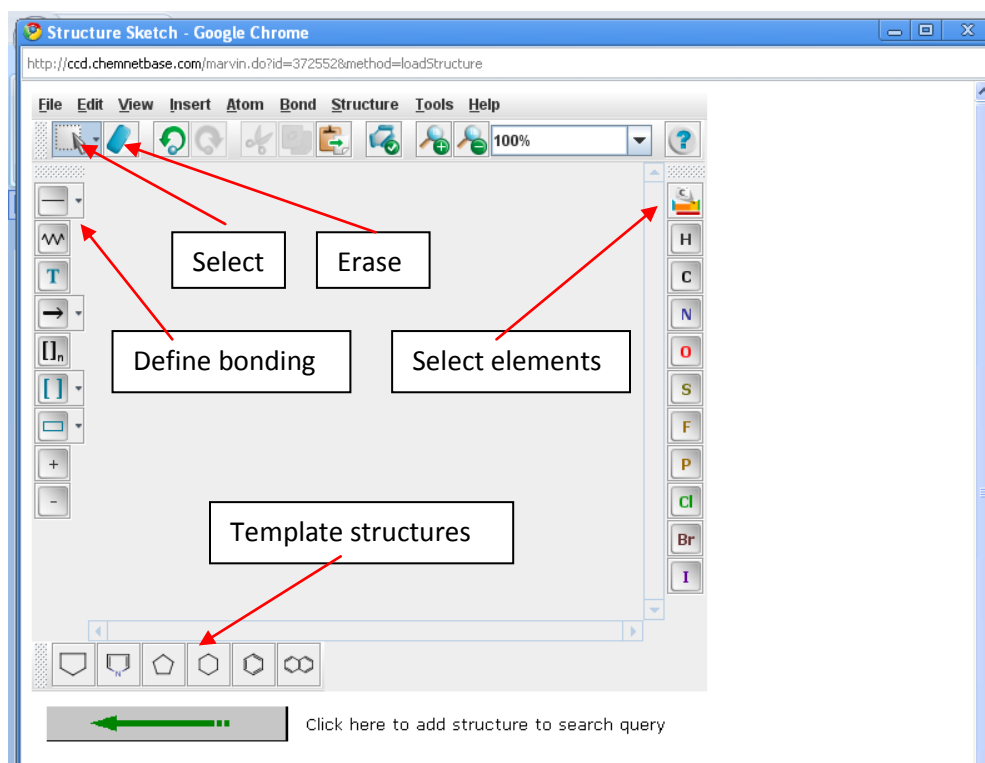 Structure Sketch - Google Chrome
http://ccd.chemnetbase.com/marvin.do?id=372552&method=loadStructure
File Edit View Insert Atom Bond Structure Tools Help
100%
?
C
H
T
Select
Erase
C
N
[]n
Define bonding
Select elements
O
[ ]
S
F
+
P
-
Cl
Template structures
Br
I
N
Click here to add structure to search query